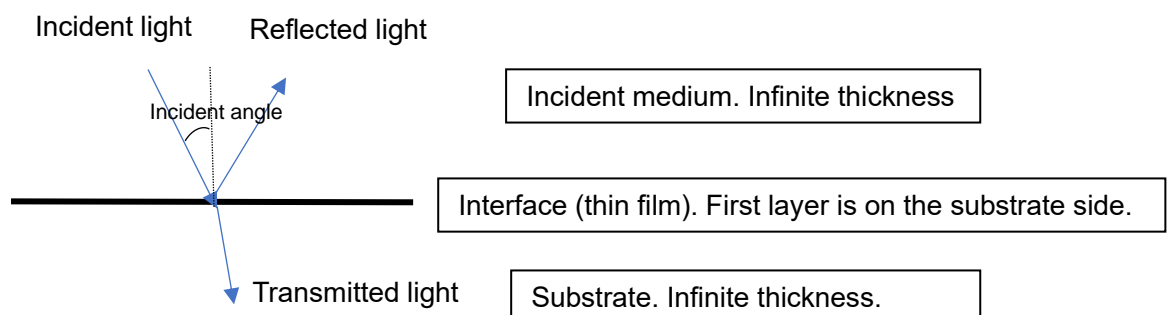 Incident light
Reflected light
Incident angle
Incident medium. Infinite thickness
Interface (thin film). First layer is on the substrate side.
Transmitted light
Substrate. Infinite thickness.